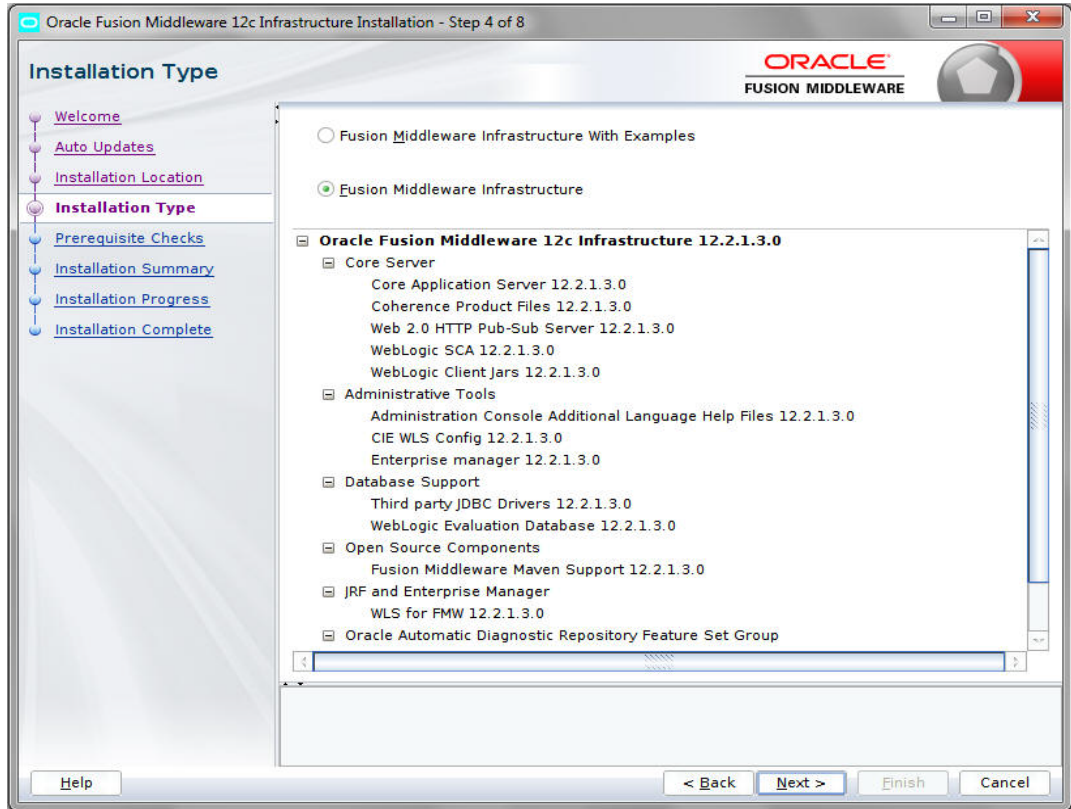 Oracle Fusion Middleware 12c Infrastructure Installation - Step 4 of 8
Installation Type
ORACLE
FUSION MIDDLEWARE
Welcome
Auto Updates
Installation Location
Installation Type
Prerequisite Checks
Installation Summary
Installation Progress
Installation Complete
Fusion Middleware Infrastructure With Examples
Fusion Middleware Infrastructure
Oracle Fusion Middleware 12c Infrastructure 12.2.1.3.0
Core Server
Core Application Server 12.2.1.3.0
Coherence Product Files 12.2.1.3.0
Web 2.0 HTTP Pub-Sub Server 12.2.1.3.0
WebLogic SCA 12.2.1.3.0
WebLogic Client Jars 12.2.1.3.0
Administrative Tools
Administration Console Additional Language Help Files 12.2.1.3.0
CIE WLS Config 12.2.1.3.0
Enterprise manager 12.2.1.3.0
Database Support
Third party JDBC Drivers 12.2.1.3.0
WebLogic Evaluation Database 12.2.1.3.0
Open Source Components
Fusion Middleware Maven Support 12.2.1.3.0
JRF and Enterprise Manager
WLS for FMW 12.2.1.3.0
Oracle Automatic Diagnostic Repository Feature Set Group
Help
< Back
Next >
Finish
Cancel